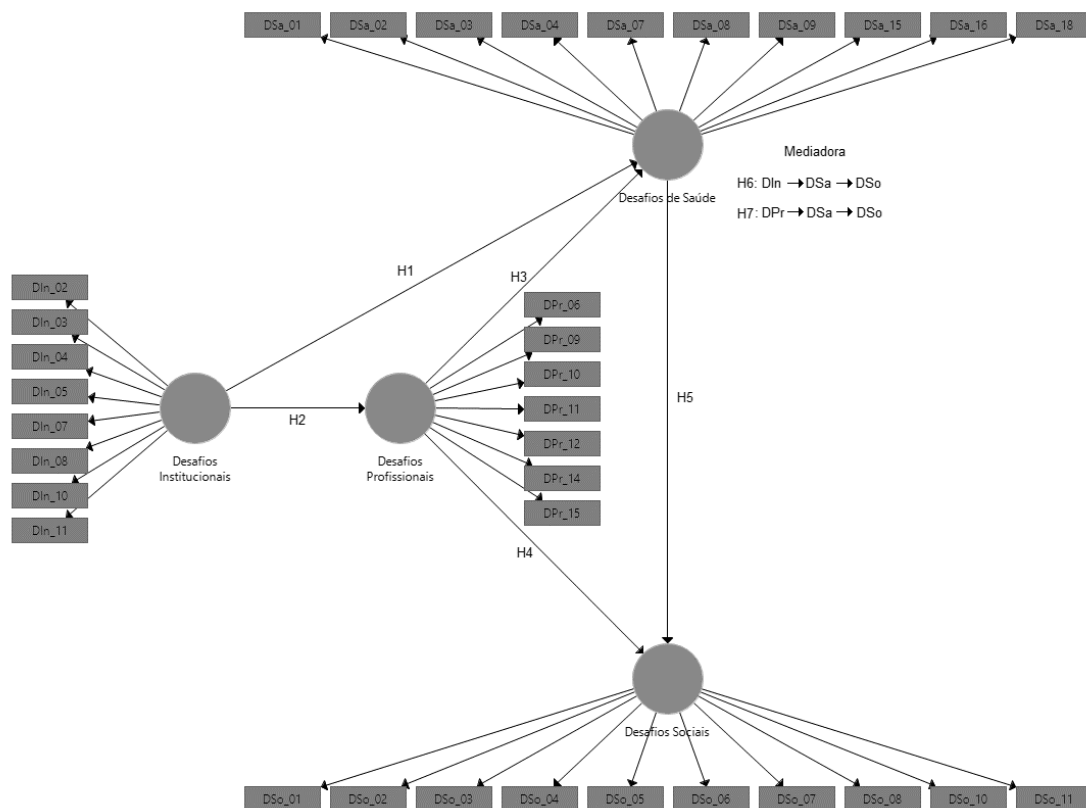 DSa_01
DSa_02
DSa_03
DSa_04
DSa_07
DSa_08
DSa_09
DSa_15
DSa_16
DSa_18
Desafios de Saúde
Mediadora
H6: DIn → DSa → DSo
H7: DPr → DSa → DSo
H1
H3
DIn_02
DIn_03
DIn_04
DIn_05
DIn_07
DIn_08
DIn_10
DIn_11
Desafios
Institucionais
H2
Desafios
Profissionais
DPr_06
DPr_09
DPr_10
DPr_11
DPr_12
DPr_14
DPr_15
H5
H4
Desafios Sociais
DSo_01
DSo_02
DSo_03
DSo_04
DSo_05
DSo_06
DSo_07
DSo_08
DSo_10
DSo_11